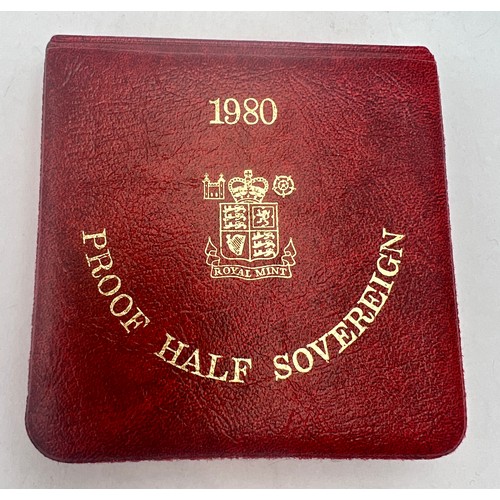 1980
ROYAL MINT
PROOF HALF SOVEREIGN